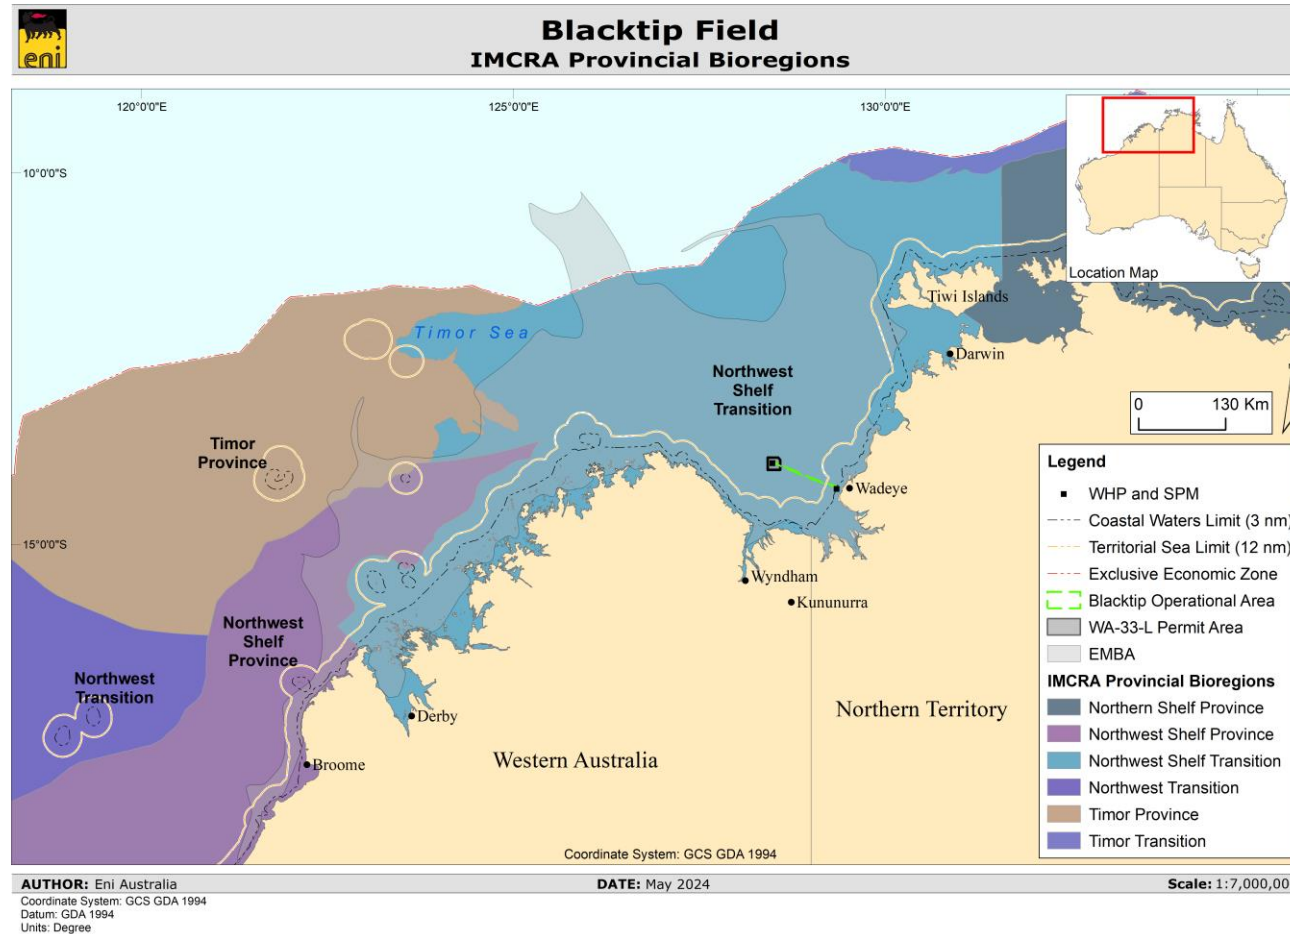 eni
Blacktip Field
IMCRA Provincial Bioregions
120°0'0"E
125°0'0"E
130°0'0"E
10°0'0"S
15°0'0"S
Location Map
Timor Sea
Tiwi Islands
Darwin
Northwest
Shelf
Transition
Timor
Province
Wadeye
Wyndham
Kununurra
Northwest
Shelf
Province
Northwest
Transition
Derby
Broome
Western Australia
Northern Territory
Coordinate System: GCS GDA 1994
0 130 Km
Legend
WHP and SPM
Coastal Waters Limit (3 nm)
Territorial Sea Limit (12 nm)
Exclusive Economic Zone
Blacktip Operational Area
WA-33-L Permit Area
EMBA
IMCRA Provincial Bioregions
Northern Shelf Province
Northwest Shelf Province
Northwest Shelf Transition
Northwest Transition
Timor Province
Timor Transition
AUTHOR: Eni Australia
DATE: May 2024
Scale: 1:7,000,00
Coordinate System: GCS GDA 1994
Datum: GDA 1994
Units: Degree